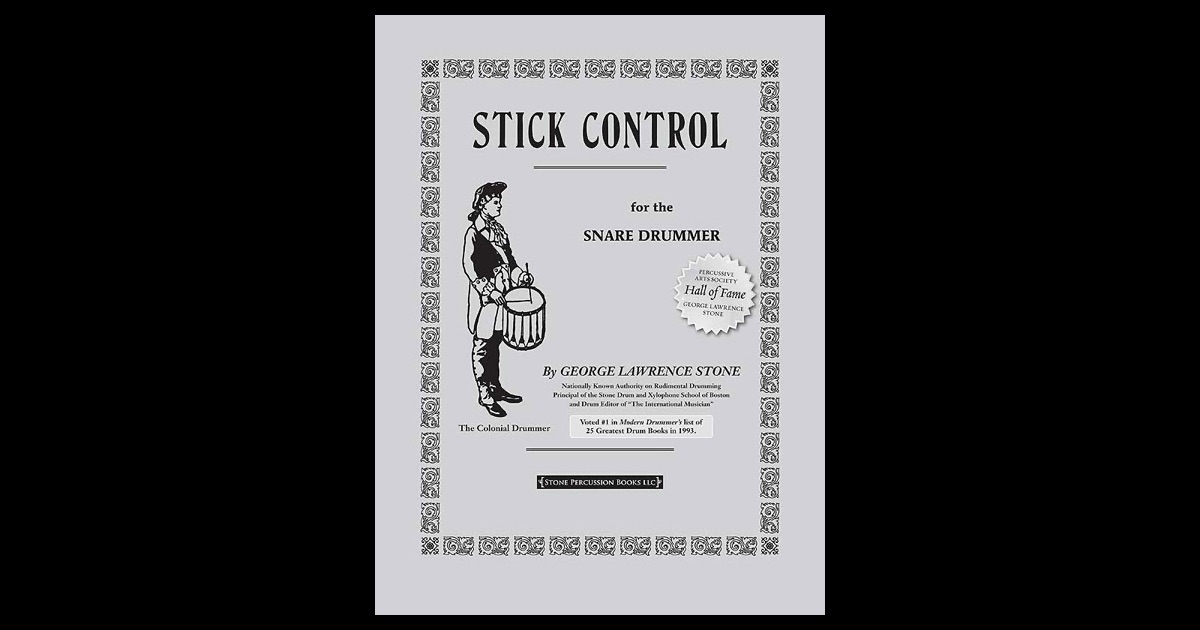 STICK CONTROL
for the
SNARE DRUMMER
PERCUSSIVE
ARTS SOCIETY
Hall of Fame
GEORGE LAWRENCE
STONE
By GEORGE LAWRENCE STONE
Nationally Known Authority on Rudimental Drumming
Principal of the Stone Drum and Xylophone School of Boston
and Drum Editor of "The International Musician"
The Colonial Drummer
Voted #1 in Modern Drummer's list of
25 Greatest Drum Books in 1993.
STONE PERCUSSION BOOKS LLC